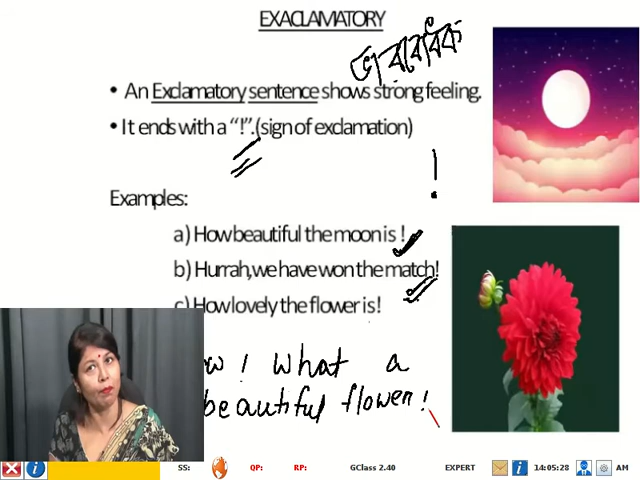 EXACLAMATORY
ভাববোধক
• An Exclamatory sentence shows strong feeling.
• It ends with a “!”.(sign of exclamation)
!
Examples:
a) How beautiful the moon is !
b) Hurrah, we have won the match!
c) How lovely the flower is!
ow! what a
beautiful flower!
SS: QP: RP: GClass 2.40 EXPERT 14:05:28 AM